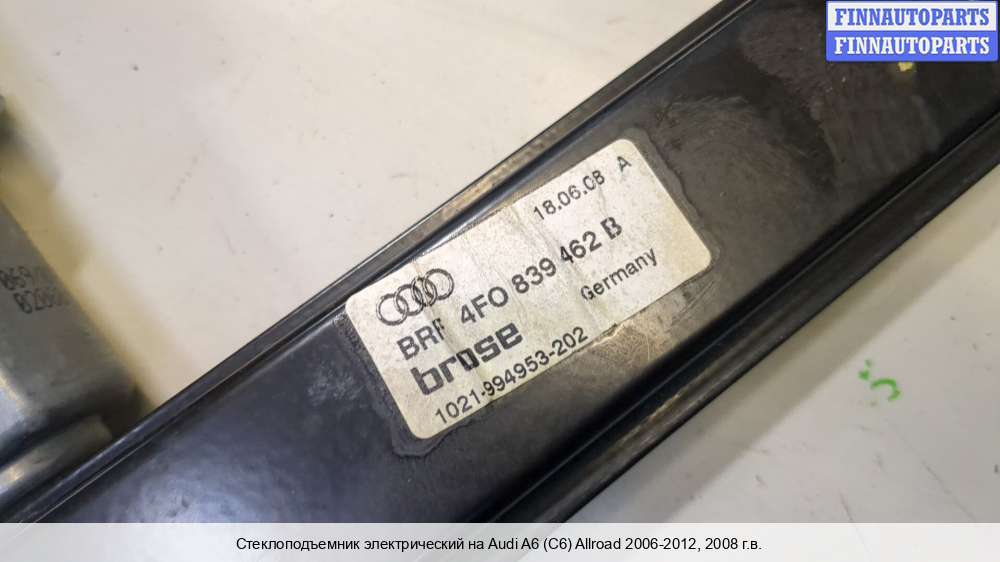 FINNAUTOPARTS
FINNAUTOPARTS
18.06.08 A
BRF 4F0 839 462 B
brose Germany
1021-994953-202
Стеклоподъемник электрический на Audi A6 (C6) Allroad 2006-2012, 2008 г.в.